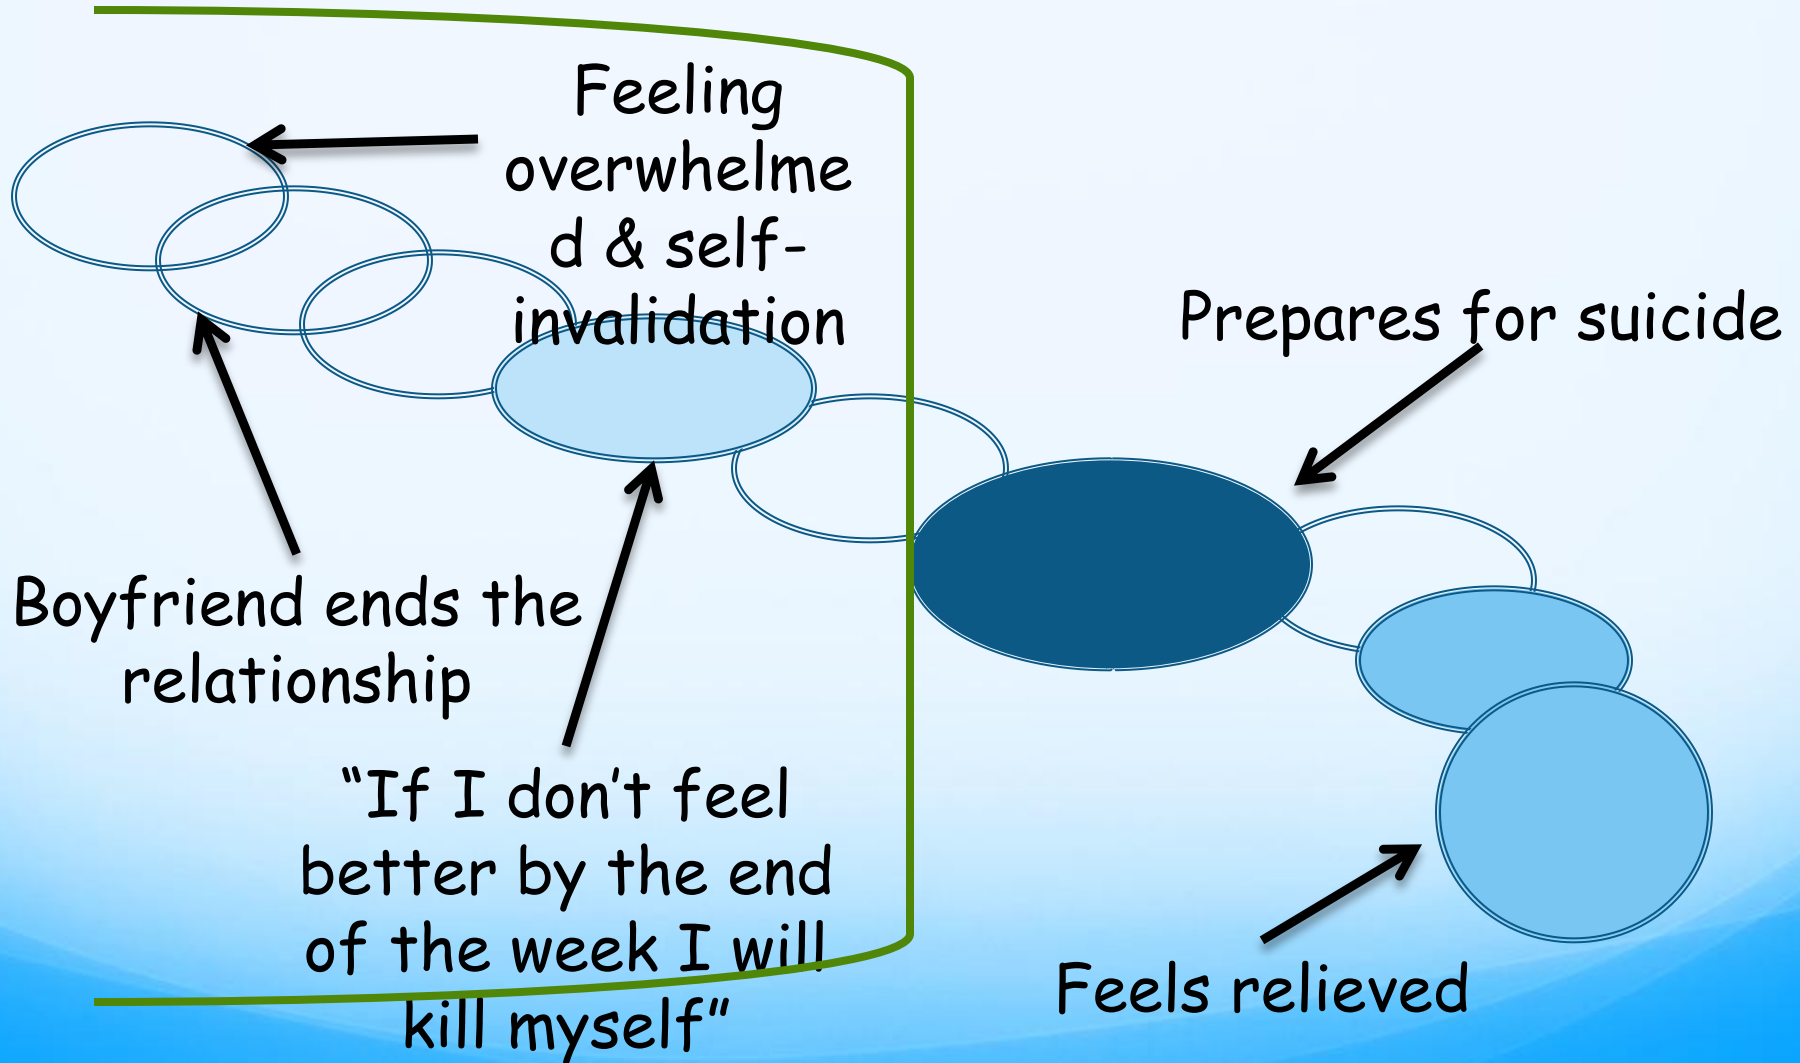 Feeling
overwhelme
d & self-
invalidation
Prepares for suicide
Boyfriend ends the
relationship
“If I don’t feel
better by the end
of the week I will
kill myself”
Feels relieved